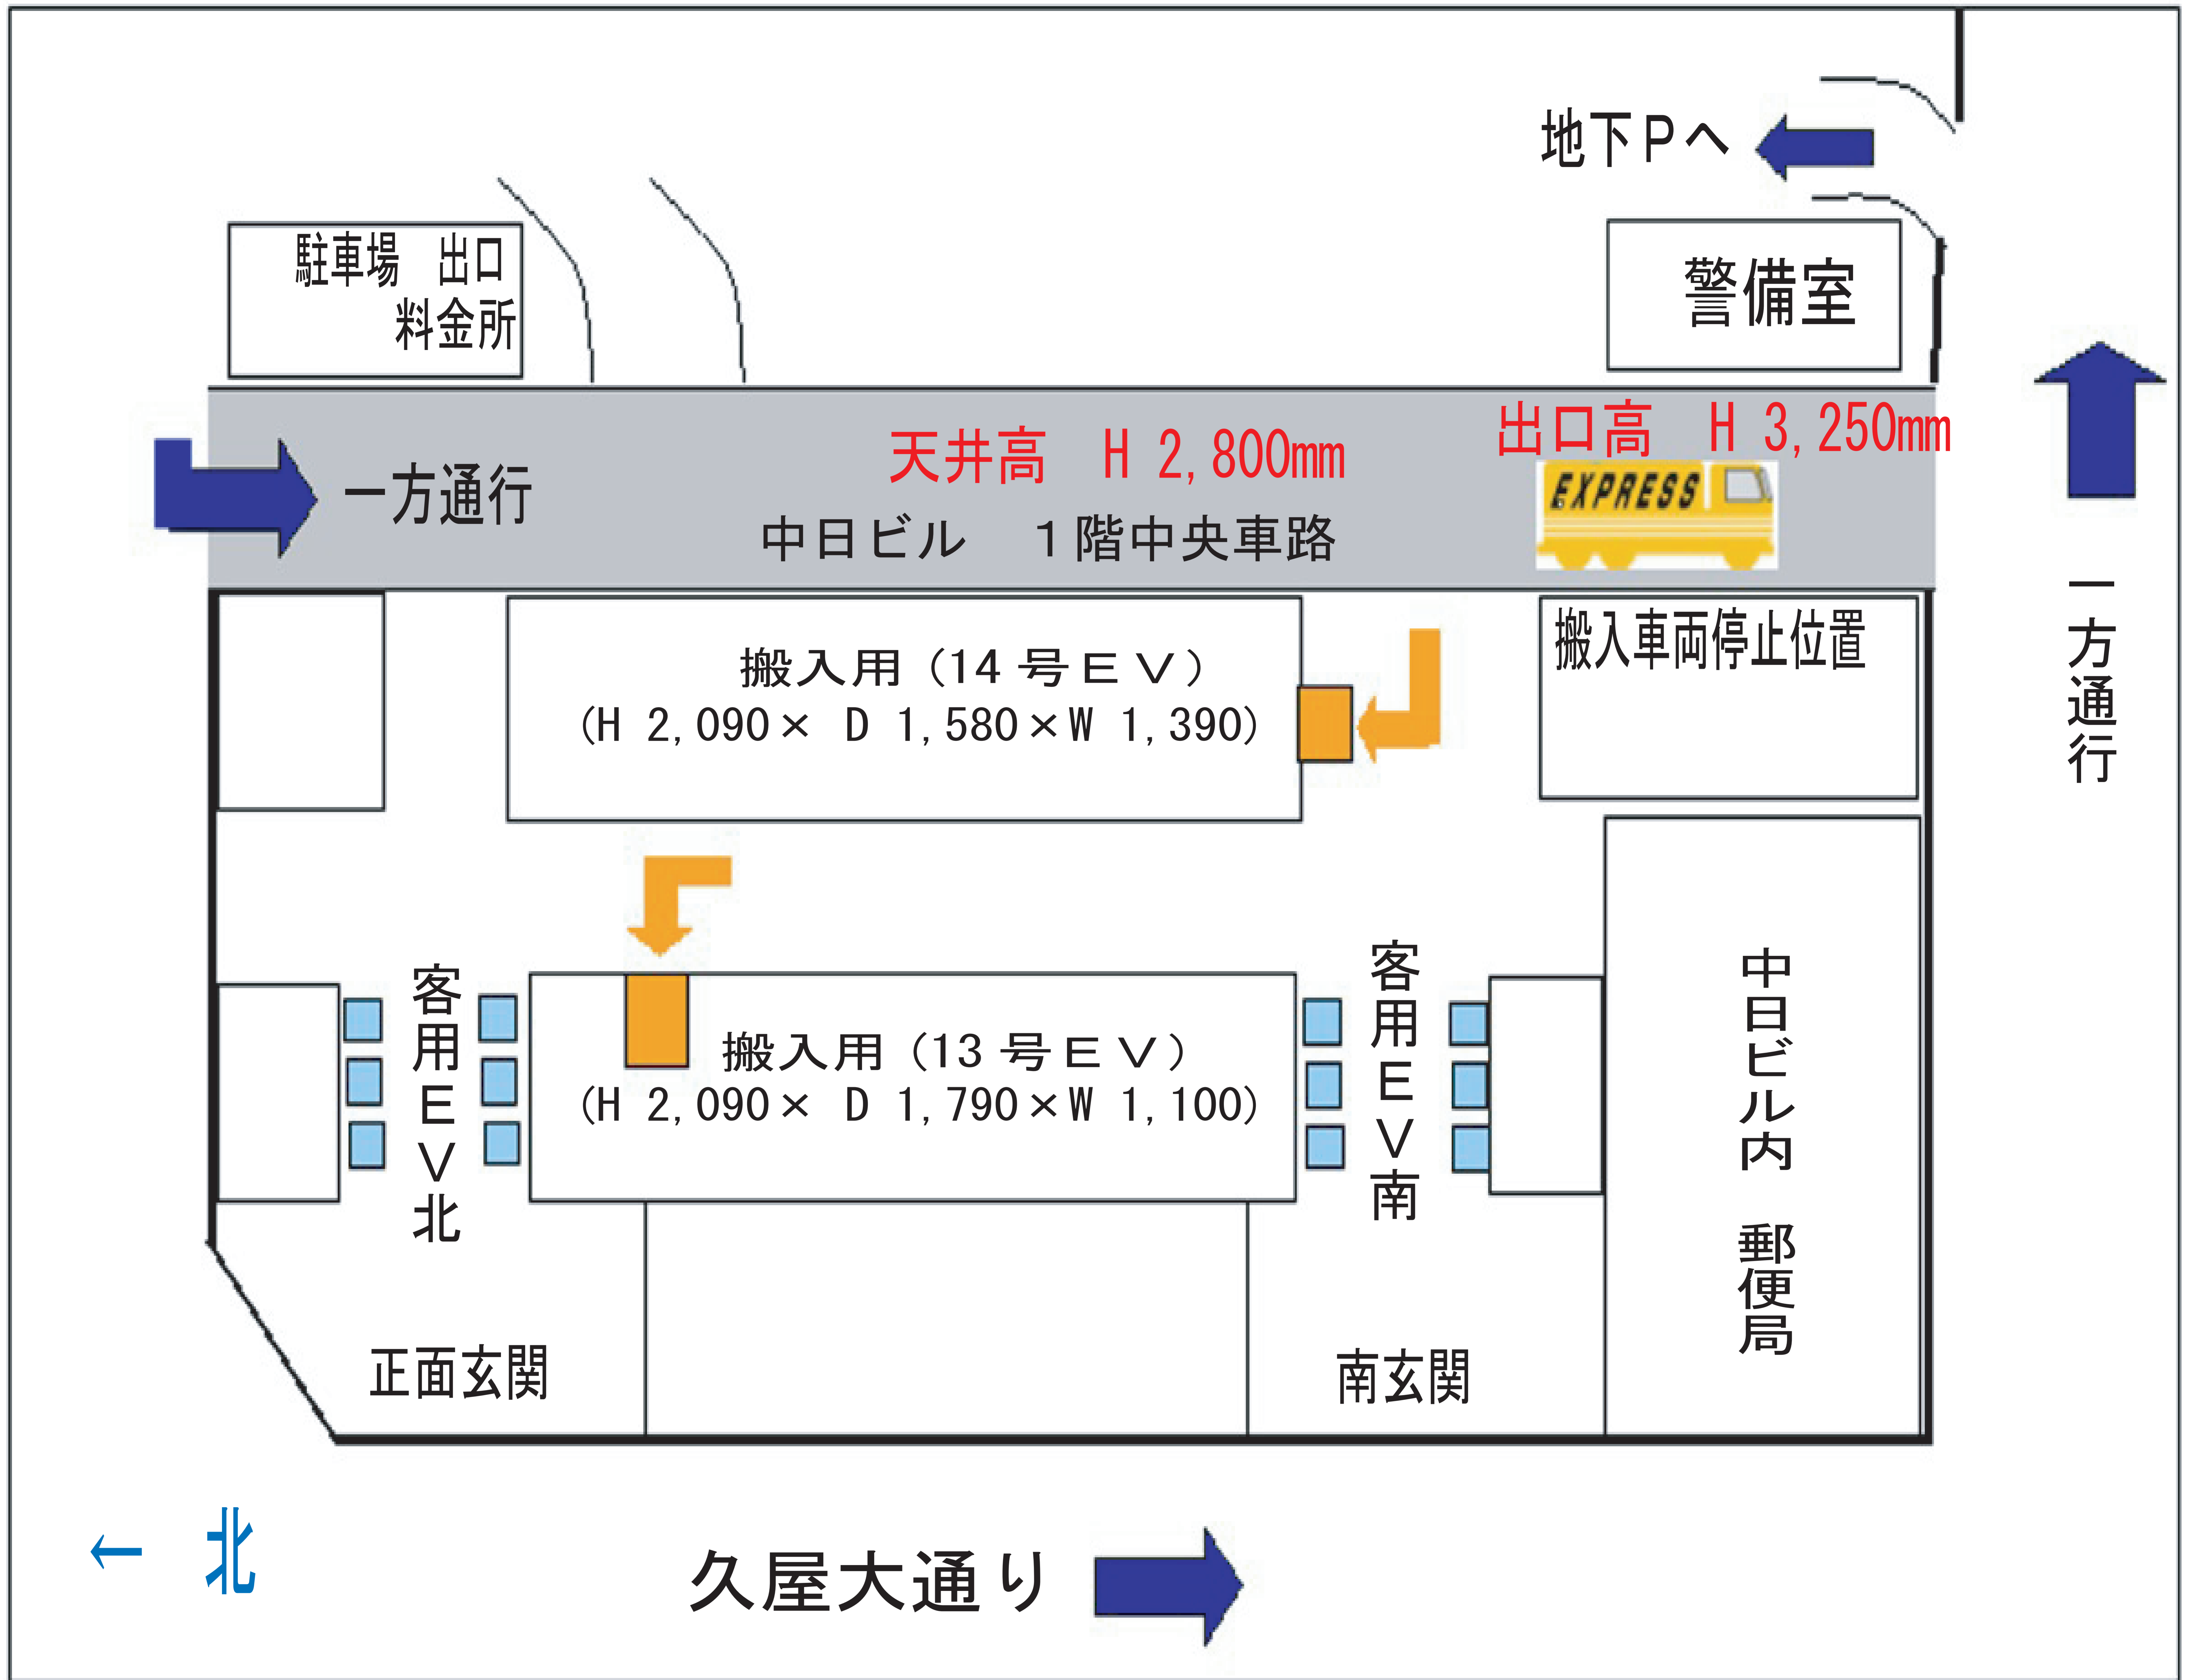 地下Pへ
駐車場　出口
料金所
警備室
天井高　H 2,800mm
出口高　H 3,250mm
一方通行
EXPRESS
中日ビル　1階中央車路
一方通行
搬入用(14号EV)
(H 2,090× D 1,580×W 1,390)
搬入車両停止位置
客用EV北
搬入用(13号EV)
(H 2,090× D 1,790×W 1,100)
客用EV南
中日ビル内　郵便局
正面玄関
南玄関
←　北
久屋大通り